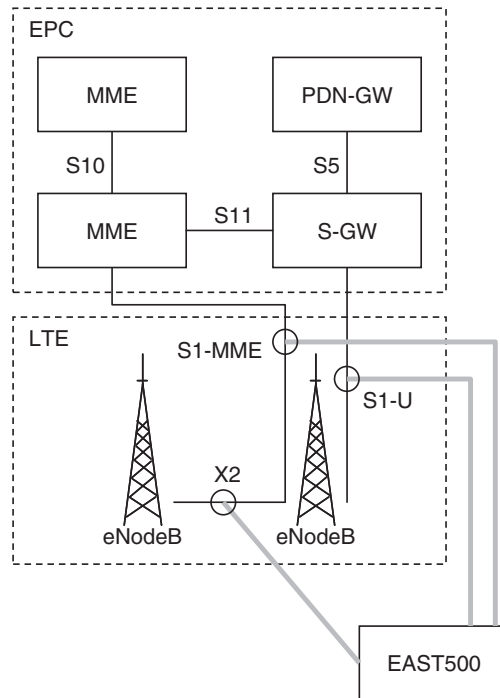 EPC
MME
PDN-GW
S10
S5
MME
S11
S-GW
LTE
S1-MME
S1-U
X2
eNodeB
eNodeB
EAST500